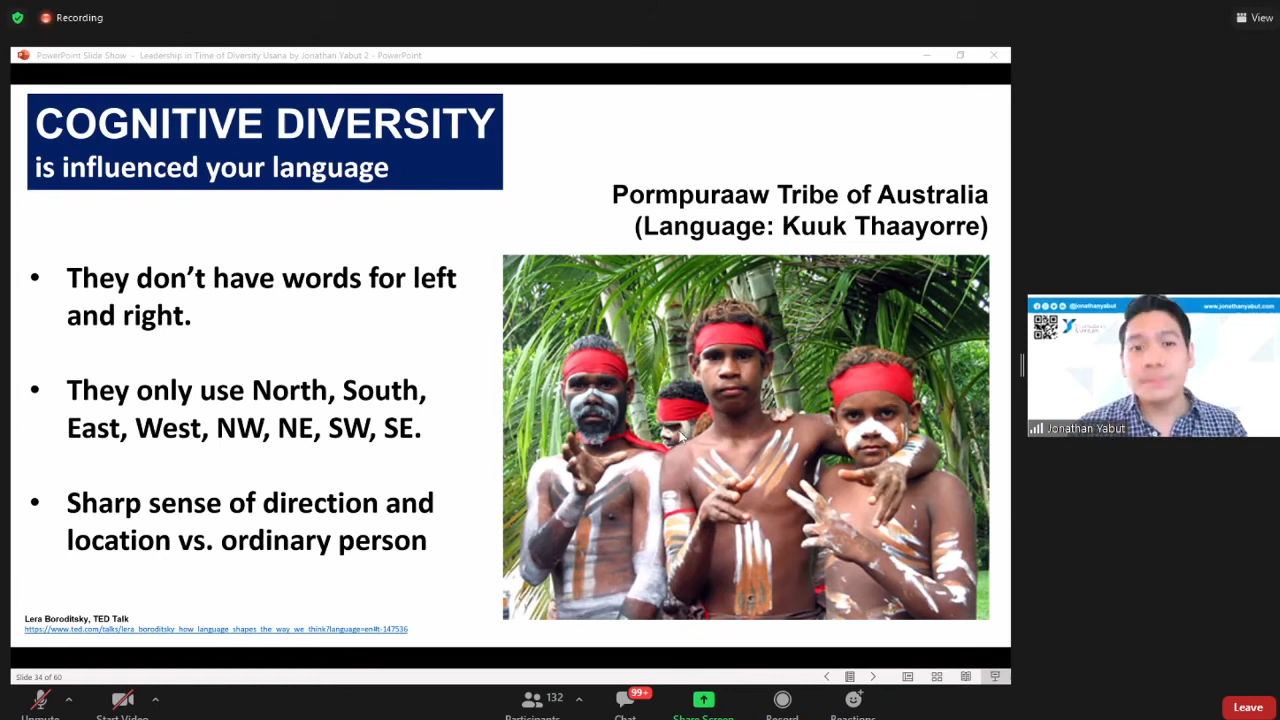 Recording
View
PowerPoint Slide Show - Leadership in Time of Diversity Usana by Jonathan Yabut 2 - PowerPoint
COGNITIVE DIVERSITY
is influenced your language
Pormpuraaw Tribe of Australia
(Language: Kuuk Thaayorre)
• They don’t have words for left
and right.
• They only use North, South,
East, West, NW, NE, SW, SE.
• Sharp sense of direction and
location vs. ordinary person
@jonathanyabut
www.jonathanyabut.com
Jonathan Yabut
Lera Boroditsky, TED Talk
https://www.ted.com/talks/lera_boroditsky_how_language_shapes_the_way_we_think?language=en#t-147536
Slide 34 of 60
99+
132
Unmute
Start Video
Participants
Chat
Share Screen
Record
Reactions
Leave